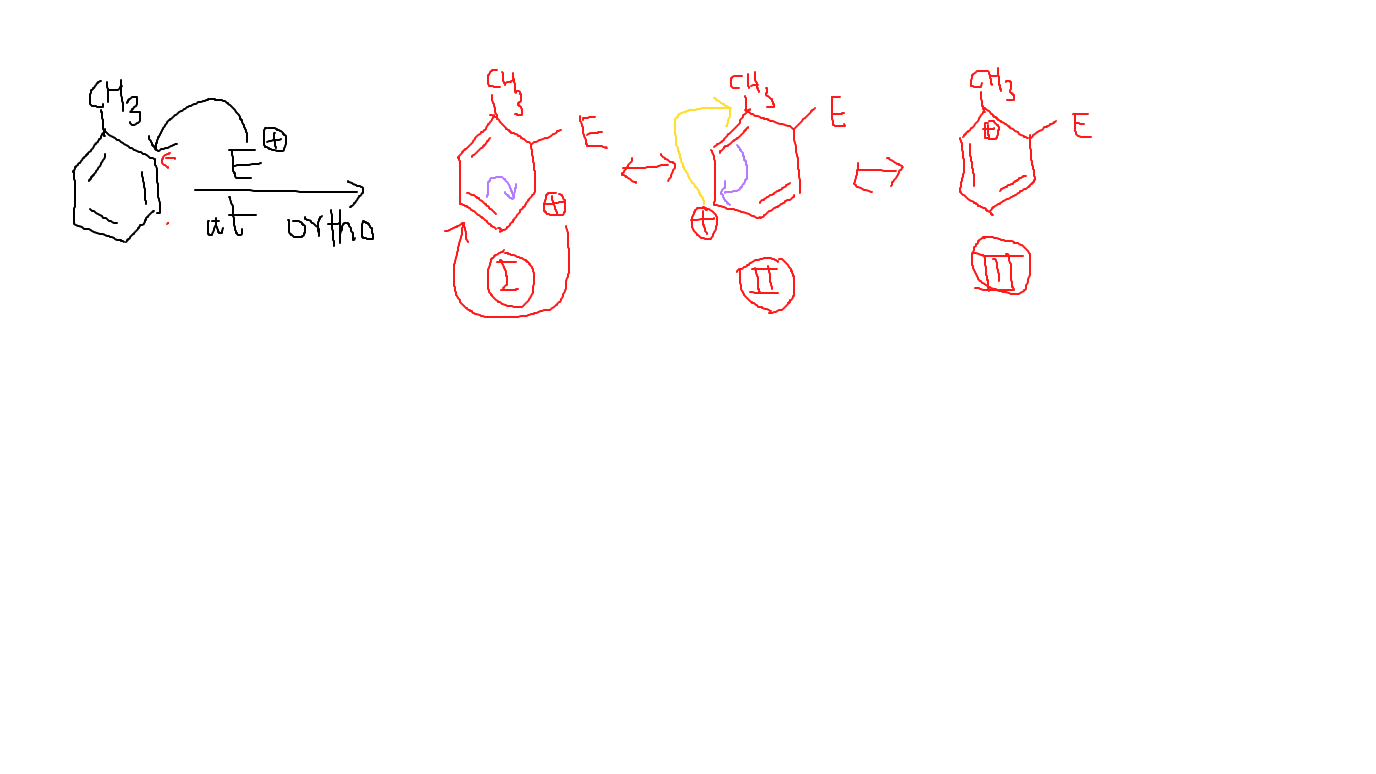 CH3 CH3 CH3 CH3
E⊕ E E E
at ortho ⊕ ⊕ ⊕
I II III